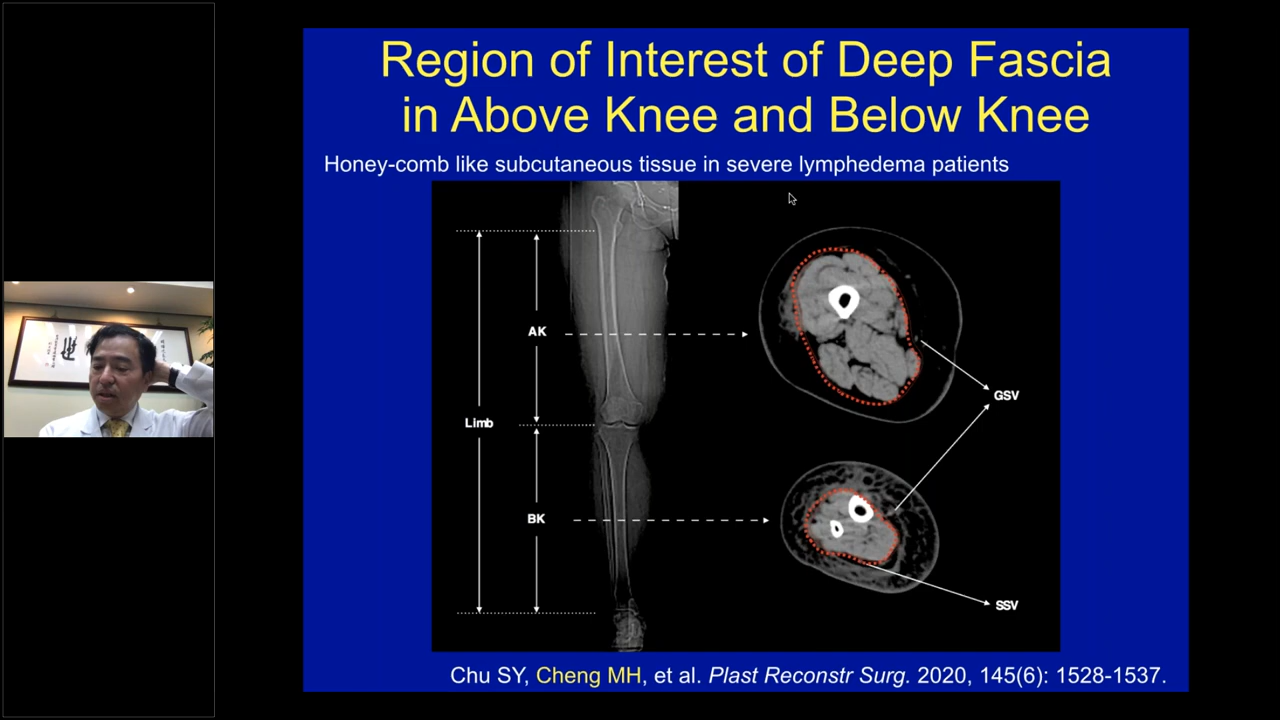 Region of Interest of Deep Fascia
in Above Knee and Below Knee
Honey-comb like subcutaneous tissue in severe lymphedema patients
AK
GSV
Limb
BK
SSV
Chu SY, Cheng MH, et al. Plast Reconstr Surg. 2020, 145(6): 1528-1537.